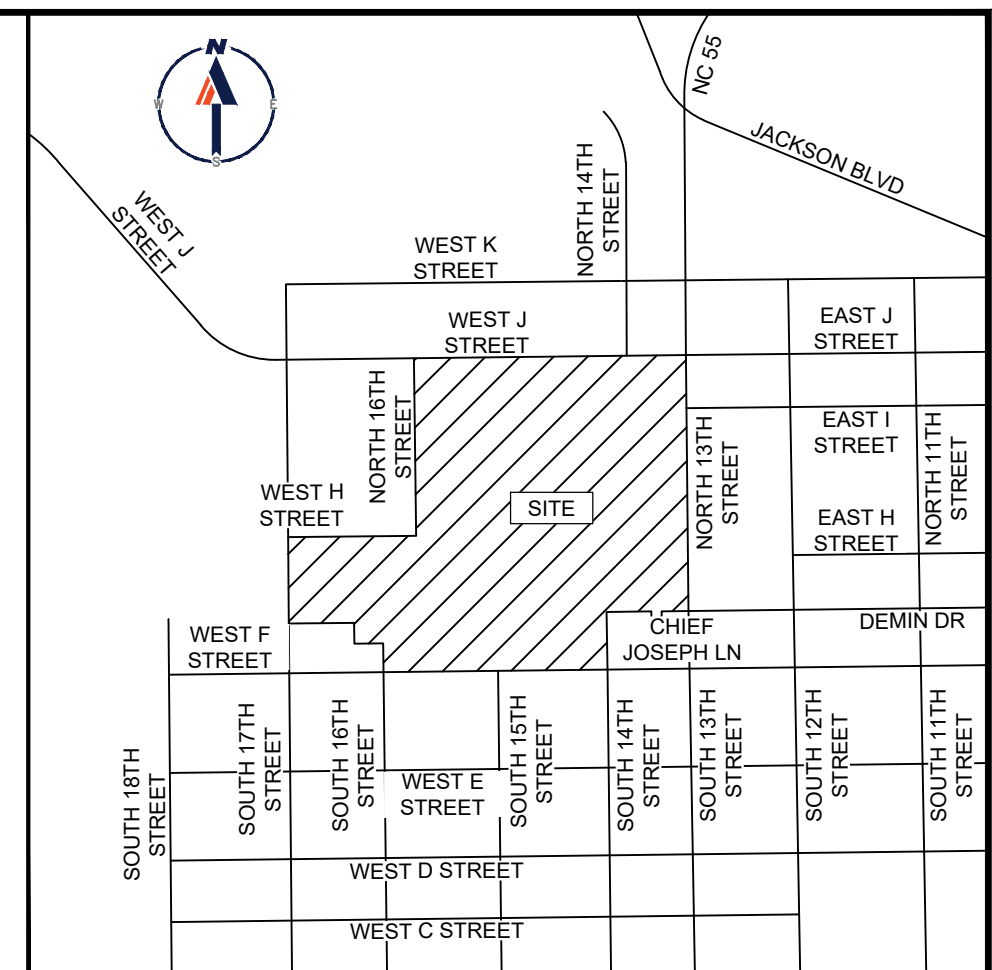 N
W
E
S
NC 55
JACKSON BLVD
WEST J
STREET
NORTH 14TH
STREET
WEST K
STREET
WEST J
STREET
EAST J
STREET
NORTH 16TH
STREET
EAST I
STREET
NORTH 13TH
STREET
NORTH 11TH
STREET
WEST H
STREET
SITE
EAST H
STREET
WEST F
STREET
CHIEF
JOSEPH LN
DEMIN DR
SOUTH 18TH
STREET
SOUTH 17TH
STREET
SOUTH 16TH
STREET
WEST E
STREET
SOUTH 15TH
STREET
SOUTH 14TH
STREET
SOUTH 13TH
STREET
SOUTH 12TH
STREET
SOUTH 11TH
STREET
WEST D STREET
WEST C STREET